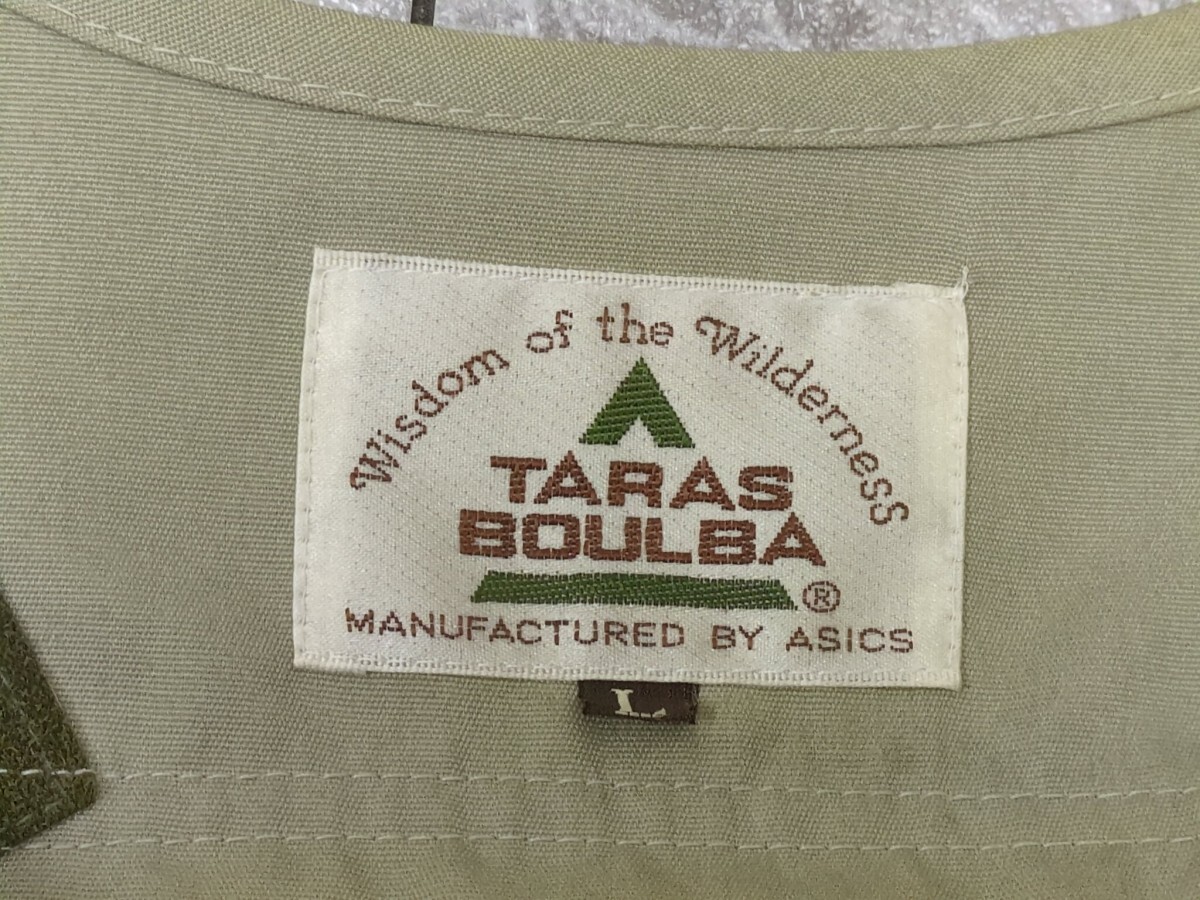 Wisdom of the Wilderness
TARAS
BOULBA
®
MANUFACTURED BY ASICS
L